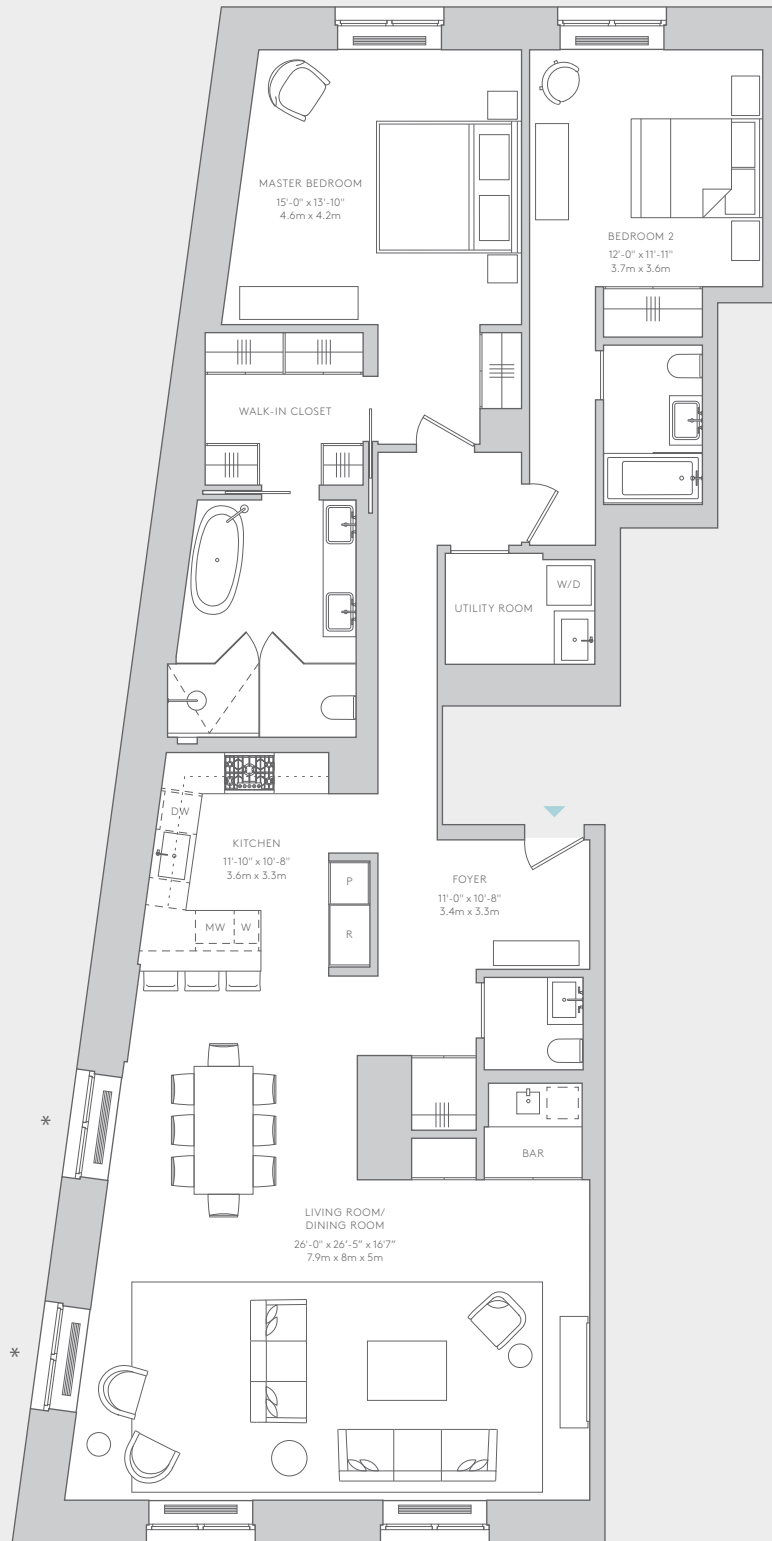 MASTER BEDROOM
15'-0" x 13'-10"
4.6m x 4.2m
BEDROOM 2
12'-0" x 11'-11"
3.7m x 3.6m
WALK-IN CLOSET
W/D
UTILITY ROOM
DW
KITCHEN
11'-10" x 10'-8"
3.6m x 3.3m
P
R
MW
W
FOYER
11'-0" x 10'-8"
3.4m x 3.3m
*
BAR
LIVING ROOM/
DINING ROOM
26'-0" x 26'-5" x 16'7"
7.9m x 8m x 5m
*